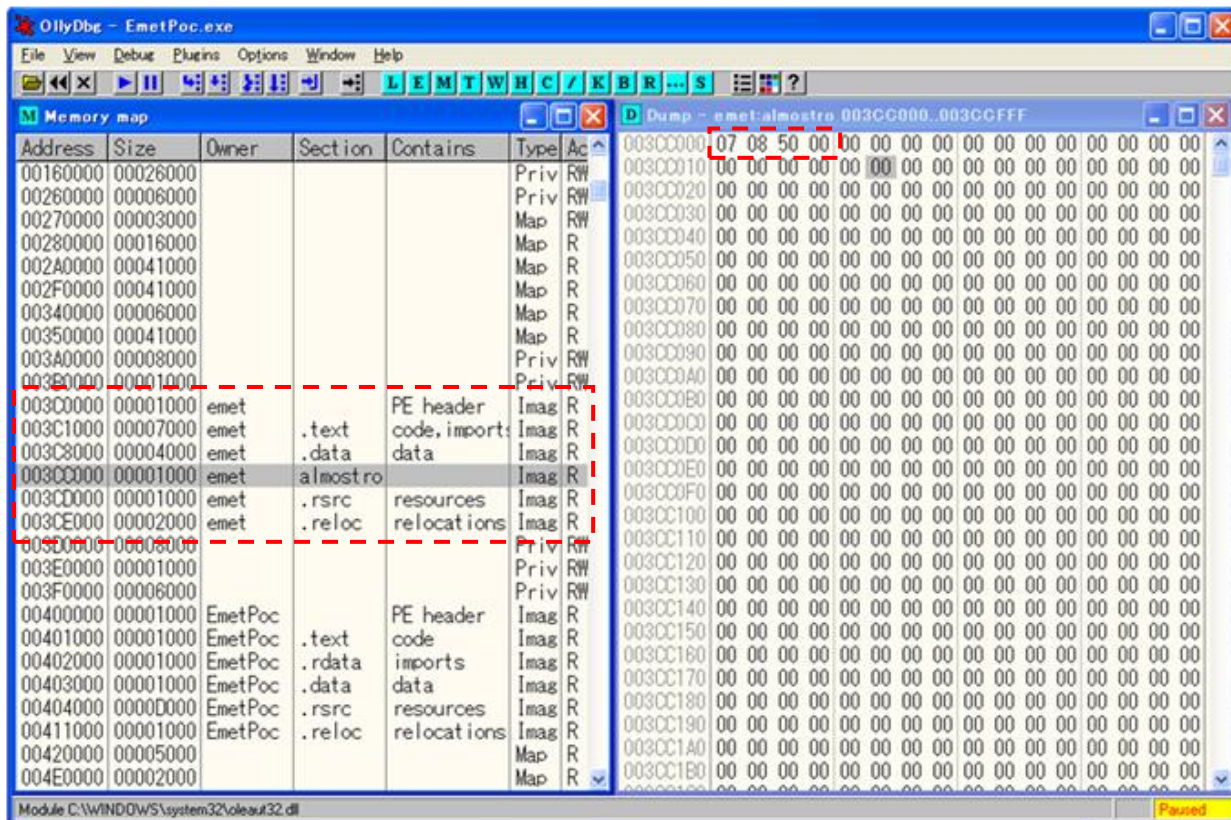 OllyDbg - EmetPoc.exe
File View Debug Plugins Options Window Help
L E M T W H C / K B R ... S ?
M Memory map
Address Size Owner Section Contains Type Ac
00160000 00026000 Priv RW
00260000 00006000 Priv RW
00270000 00003000 Map RW
00280000 00016000 Map R
002A0000 00041000 Map R
002F0000 00041000 Map R
00340000 00006000 Map R
00350000 00041000 Map R
003A0000 00008000 Priv RW
003B0000 00001000 Priv RW
003C0000 00001000 emet PE header Imag R
003C1000 00007000 emet .text code,imports Imag R
003C8000 00004000 emet .data data Imag R
003CC000 00001000 emet almostro Imag R
003CD000 00001000 emet .rsrc resources Imag R
003CE000 00002000 emet .reloc relocations Imag R
003D0000 00008000 Priv RW
003E0000 00001000 Priv RW
003F0000 00006000 Priv RW
00400000 00001000 EmetPoc PE header Imag R
00401000 00001000 EmetPoc .text code Imag R
00402000 00001000 EmetPoc .rdata imports Imag R
00403000 00001000 EmetPoc .data data Imag R
00404000 0000D000 EmetPoc .rsrc resources Imag R
00411000 00001000 EmetPoc .reloc relocations Imag R
00420000 00005000 Map R
004E0000 00002000 Map R
D Dump - emet:almostro 003CC000..003CCFFF
003CC000 07 08 50 00 00 00 00 00 00 00 00 00 00 00 00 00
003CC010 00 00 00 00 00 00 00 00 00 00 00 00 00 00 00 00
003CC020 00 00 00 00 00 00 00 00 00 00 00 00 00 00 00 00
003CC030 00 00 00 00 00 00 00 00 00 00 00 00 00 00 00 00
003CC040 00 00 00 00 00 00 00 00 00 00 00 00 00 00 00 00
003CC050 00 00 00 00 00 00 00 00 00 00 00 00 00 00 00 00
003CC060 00 00 00 00 00 00 00 00 00 00 00 00 00 00 00 00
003CC070 00 00 00 00 00 00 00 00 00 00 00 00 00 00 00 00
003CC080 00 00 00 00 00 00 00 00 00 00 00 00 00 00 00 00
003CC090 00 00 00 00 00 00 00 00 00 00 00 00 00 00 00 00
003CC0A0 00 00 00 00 00 00 00 00 00 00 00 00 00 00 00 00
003CC0B0 00 00 00 00 00 00 00 00 00 00 00 00 00 00 00 00
003CC0C0 00 00 00 00 00 00 00 00 00 00 00 00 00 00 00 00
003CC0D0 00 00 00 00 00 00 00 00 00 00 00 00 00 00 00 00
003CC0E0 00 00 00 00 00 00 00 00 00 00 00 00 00 00 00 00
003CC0F0 00 00 00 00 00 00 00 00 00 00 00 00 00 00 00 00
003CC100 00 00 00 00 00 00 00 00 00 00 00 00 00 00 00 00
003CC110 00 00 00 00 00 00 00 00 00 00 00 00 00 00 00 00
003CC120 00 00 00 00 00 00 00 00 00 00 00 00 00 00 00 00
003CC130 00 00 00 00 00 00 00 00 00 00 00 00 00 00 00 00
003CC140 00 00 00 00 00 00 00 00 00 00 00 00 00 00 00 00
003CC150 00 00 00 00 00 00 00 00 00 00 00 00 00 00 00 00
003CC160 00 00 00 00 00 00 00 00 00 00 00 00 00 00 00 00
003CC170 00 00 00 00 00 00 00 00 00 00 00 00 00 00 00 00
003CC180 00 00 00 00 00 00 00 00 00 00 00 00 00 00 00 00
003CC190 00 00 00 00 00 00 00 00 00 00 00 00 00 00 00 00
003CC1A0 00 00 00 00 00 00 00 00 00 00 00 00 00 00 00 00
003CC1B0 00 00 00 00 00 00 00 00 00 00 00 00 00 00 00 00
Module C:\WINDOWS\system32\oleaut32.dll
Paused